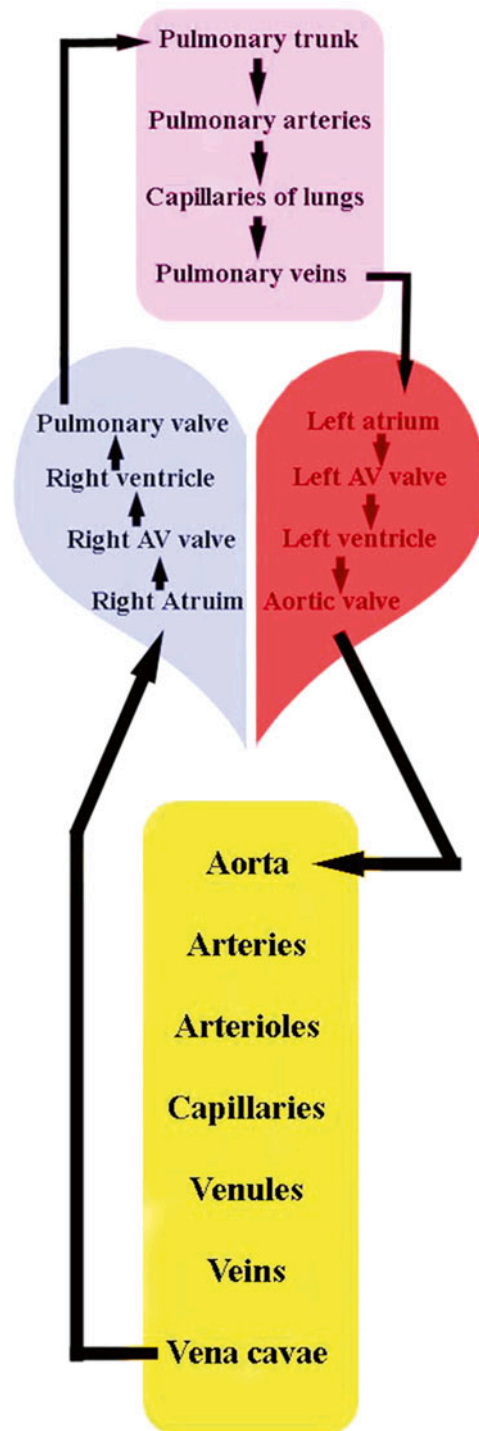 Pulmonary trunk
Pulmonary arteries
Capillaries of lungs
Pulmonary veins
Pulmonary valve
Right ventricle
Right AV valve
Right Atruim
Left atrium
Left AV valve
Left ventricle
Aortic valve
Aorta
Arteries
Arterioles
Capillaries
Venules
Veins
Vena cavae